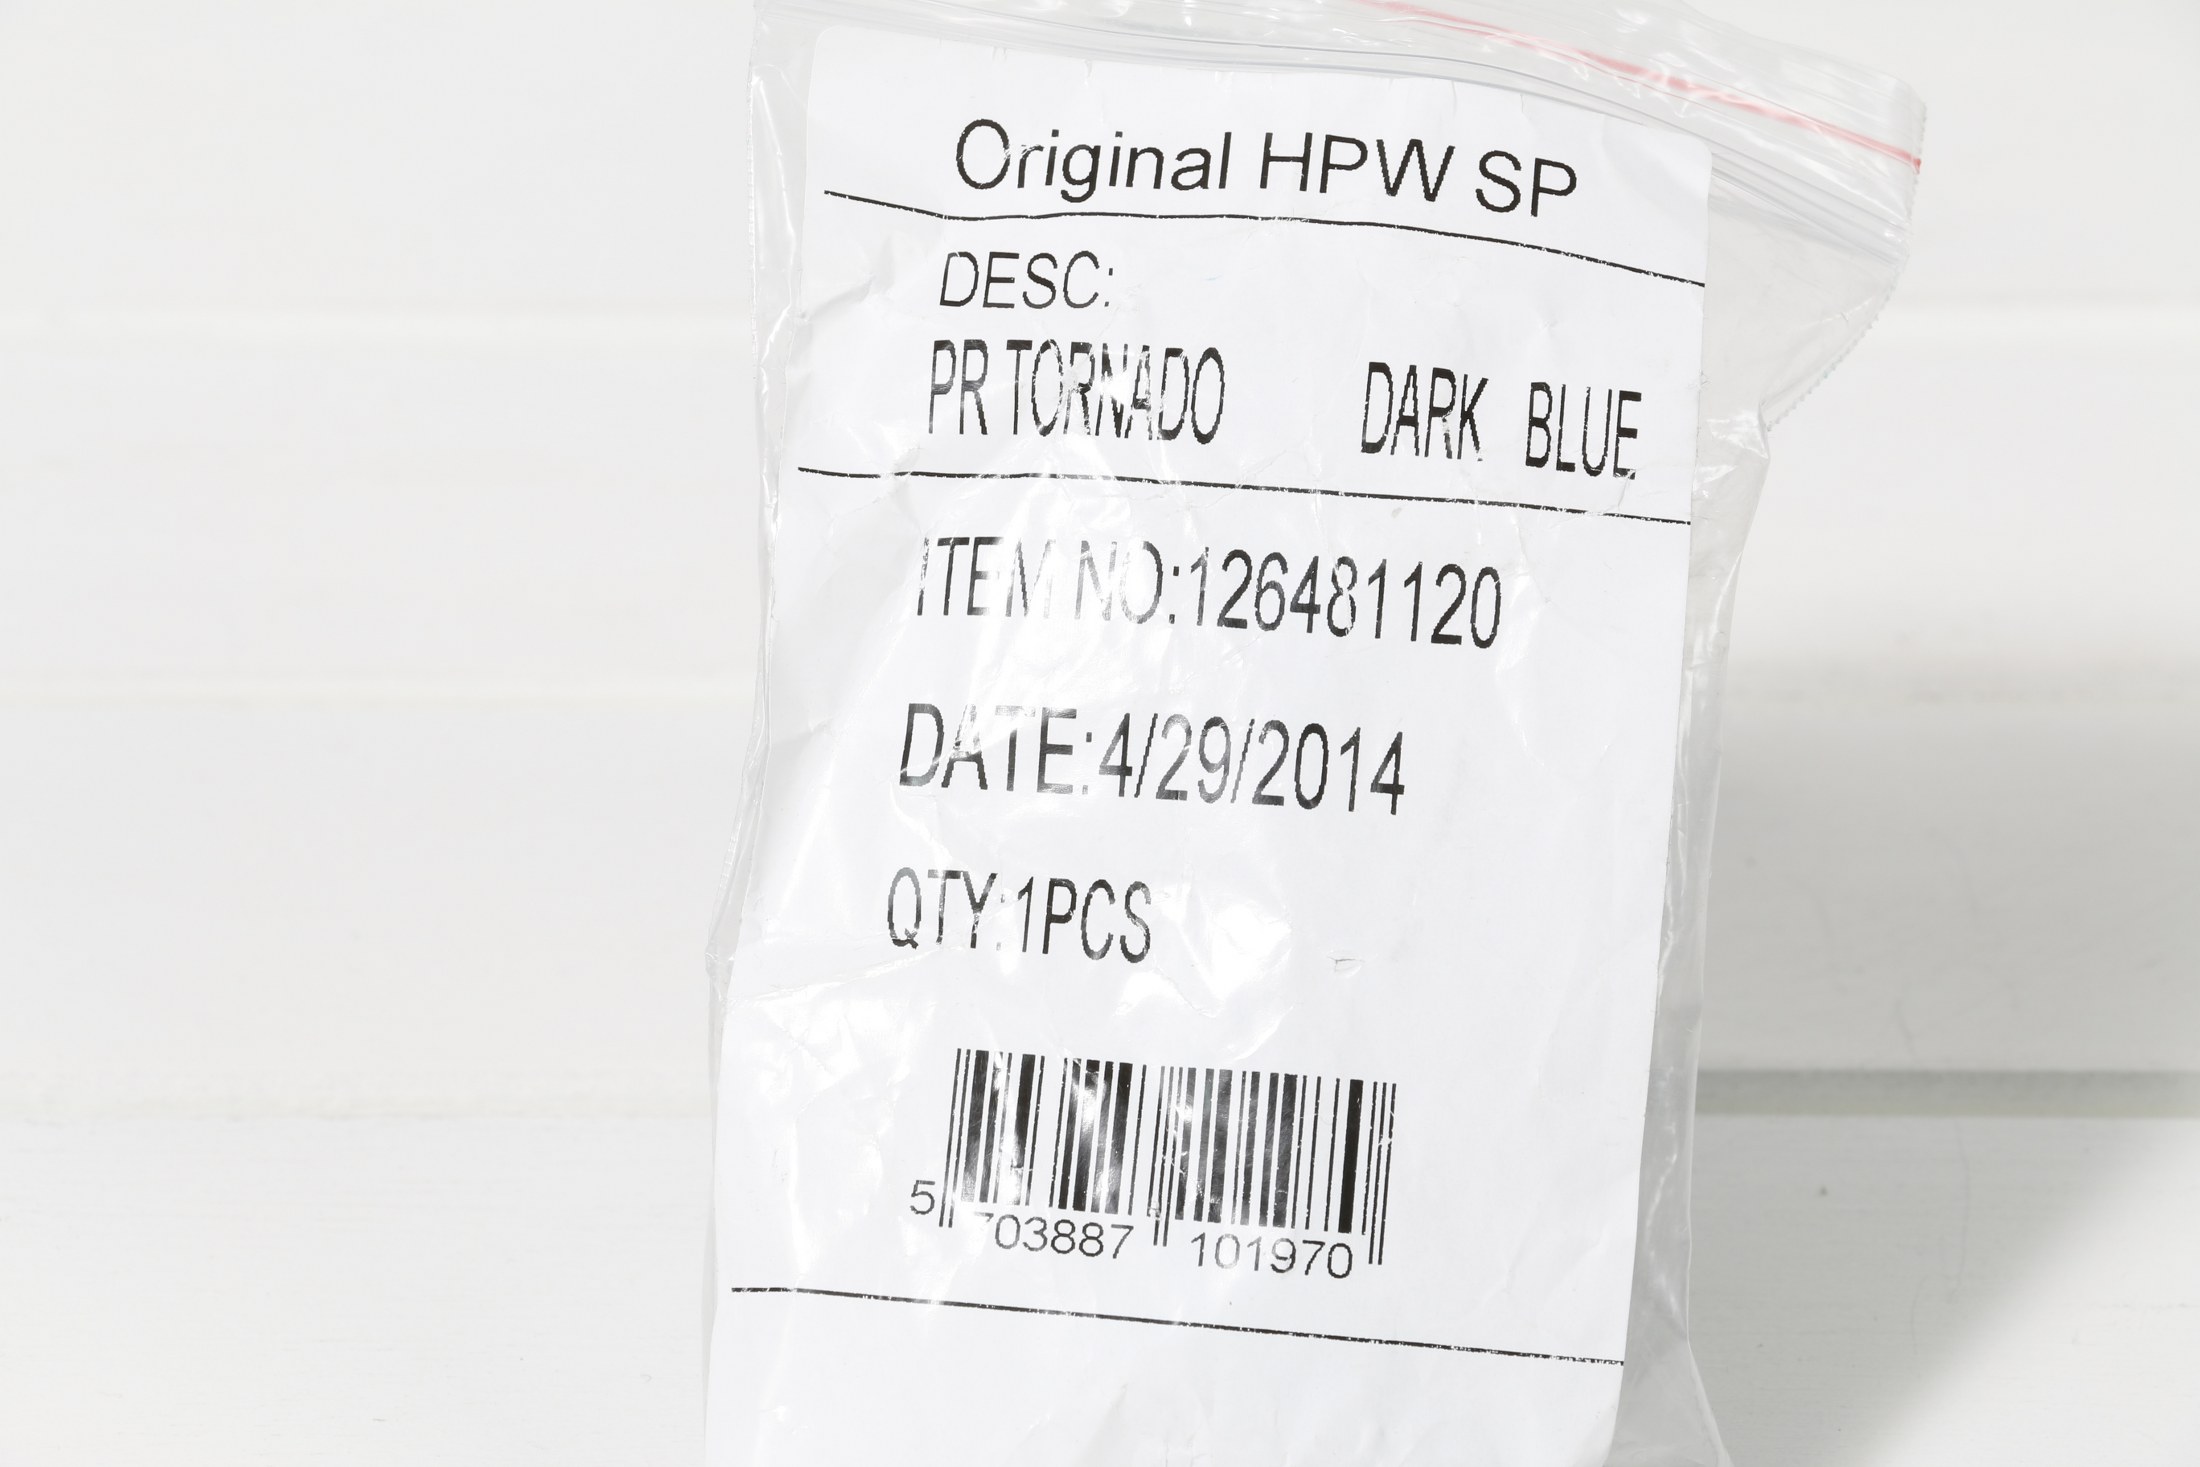 Original HPW SP
DESC:
PR TORNADO DARK BLUE
ITEM NO:126481120
DATE:4/29/2014
QTY:1PCS
5 703887 101970